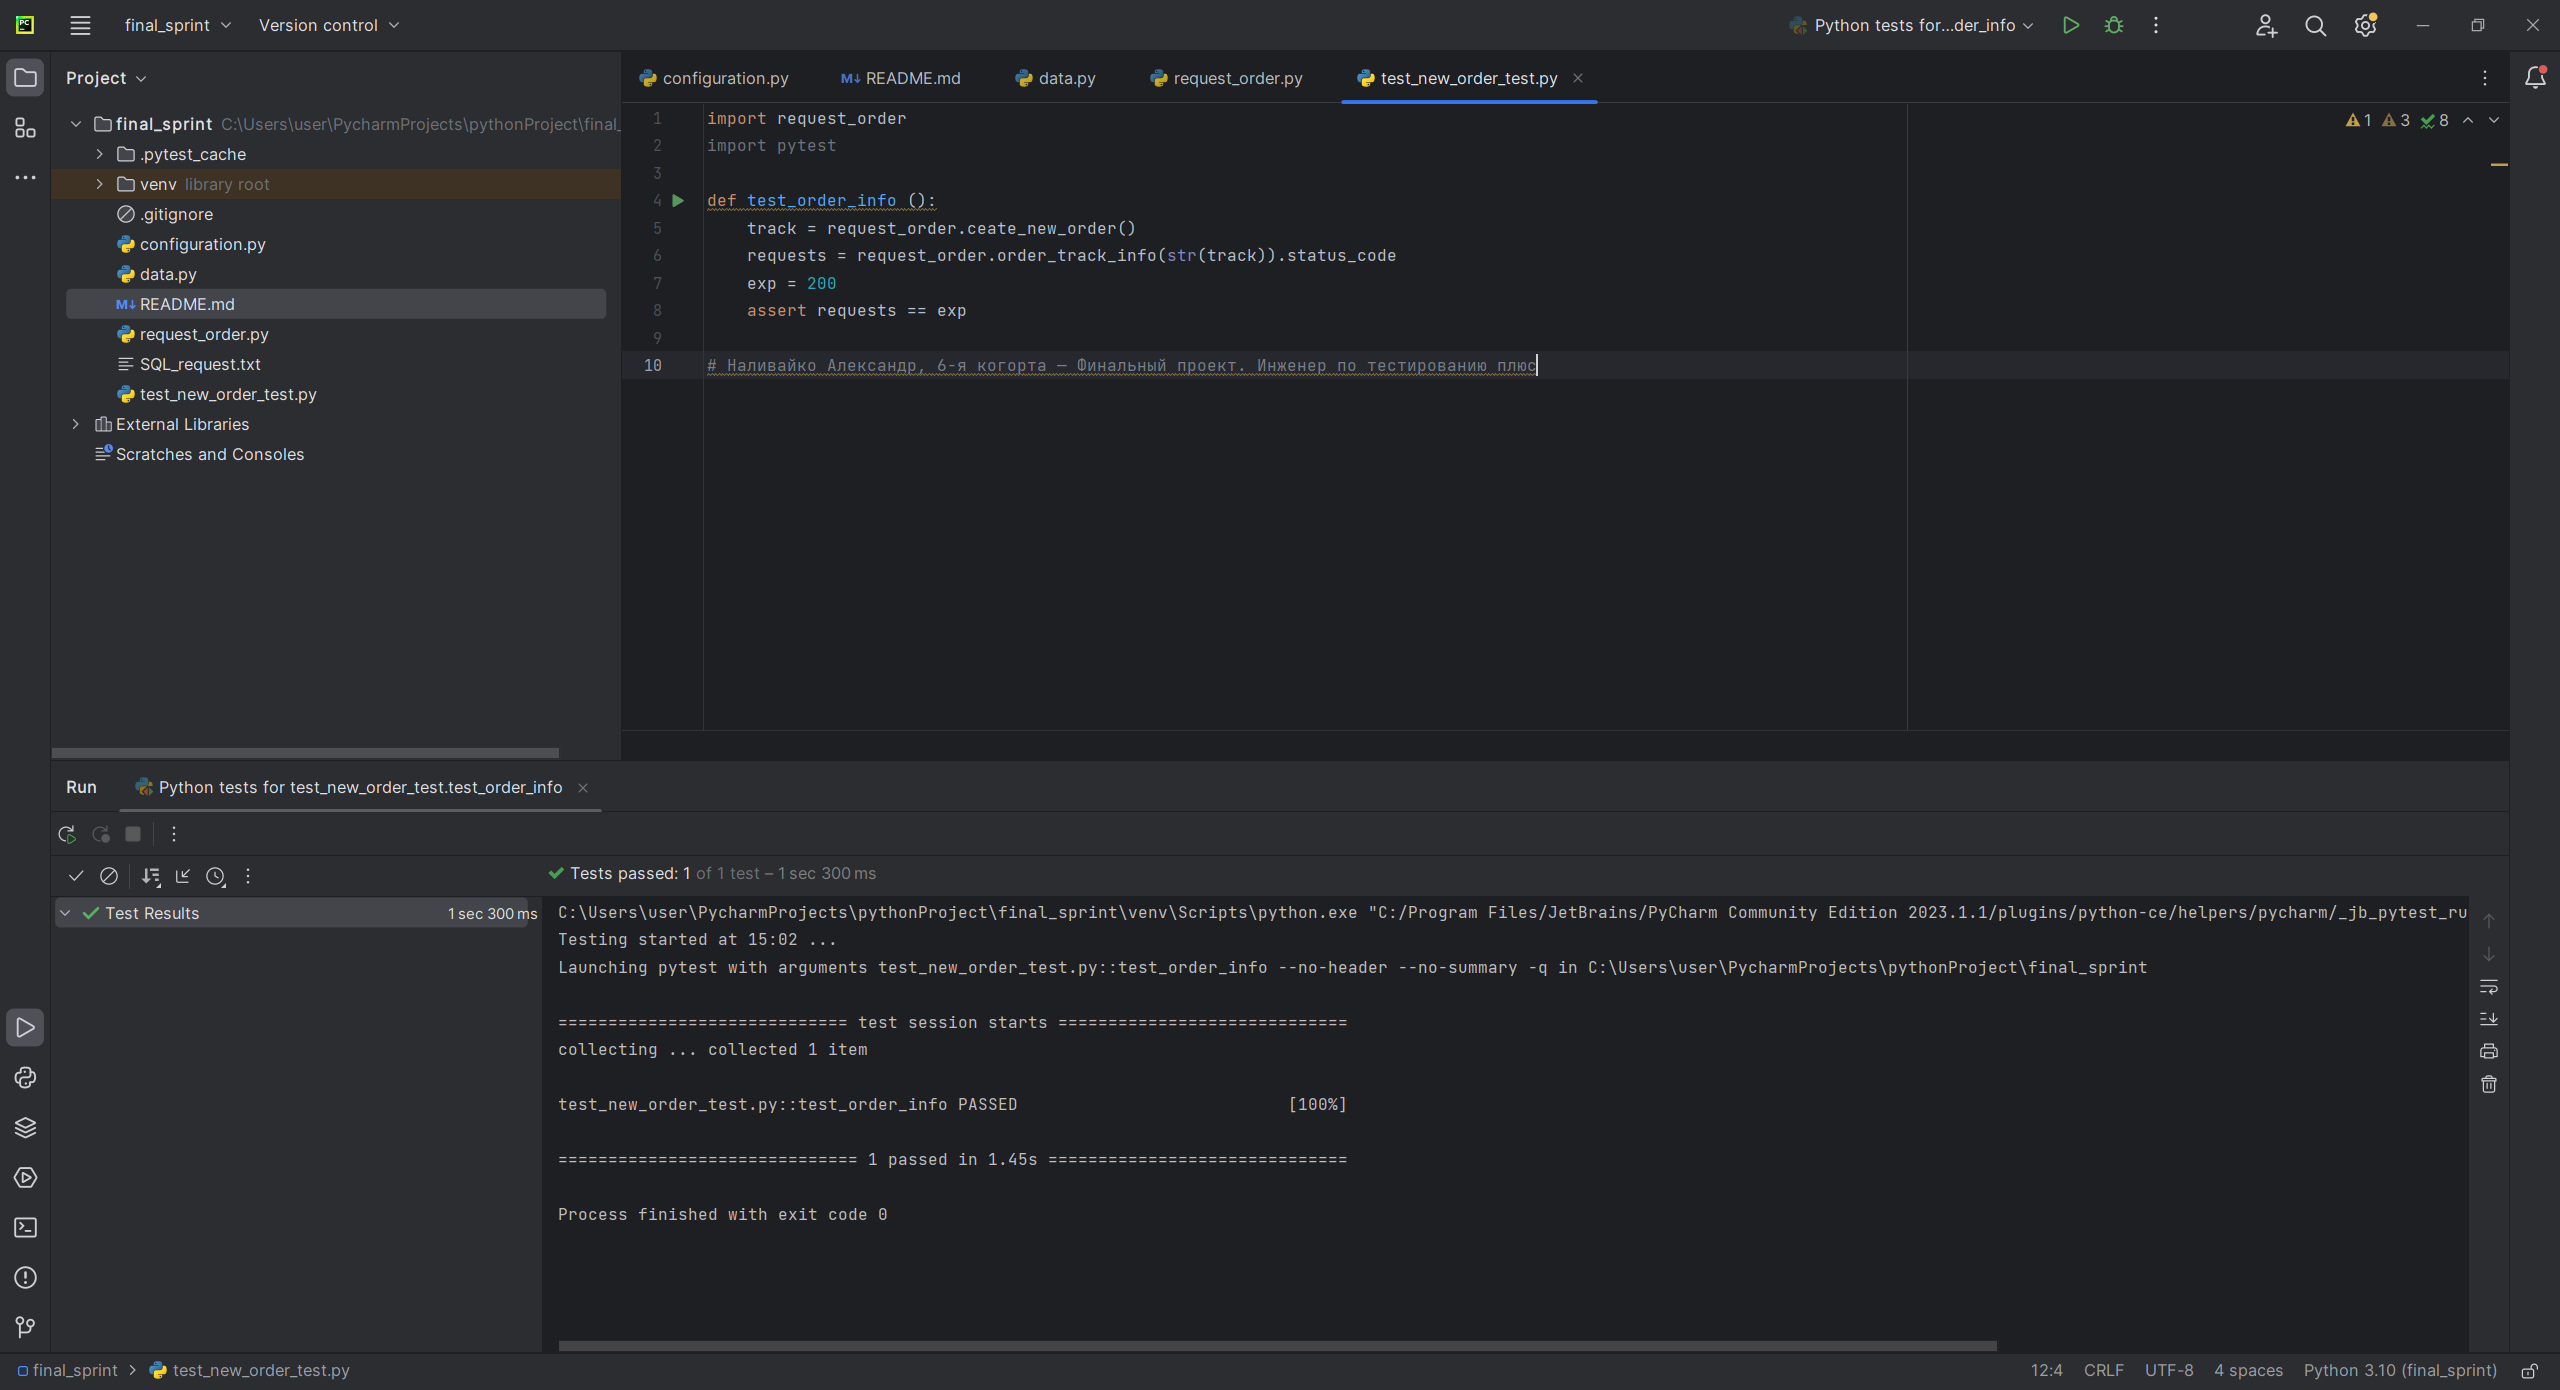 final_sprint
Version control
Python tests for...der_info
Project
configuration.py
README.md
data.py
request_order.py
test_new_order_test.py
final_sprint C:\Users\user\PycharmProjects\pythonProject\final_
.pytest_cache
venv library root
.gitignore
configuration.py
data.py
README.md
request_order.py
SQL_request.txt
test_new_order_test.py
External Libraries
Scratches and Consoles
1 import request_order
2 import pytest
3
4 def test_order_info ():
5 track = request_order.ceate_new_order()
6 requests = request_order.order_track_info(str(track)).status_code
7 exp = 200
8 assert requests == exp
9
10 # Наливайко Александр, 6-я когорта — Финальный проект. Инженер по тестированию плюс
1 3 8
Run
Python tests for test_new_order_test.test_order_info
Tests passed: 1 of 1 test – 1 sec 300 ms
Test Results 1 sec 300 ms
C:\Users\user\PycharmProjects\pythonProject\final_sprint\venv\Scripts\python.exe "C:/Program Files/JetBrains/PyCharm Community Edition 2023.1.1/plugins/python-ce/helpers/pycharm/_jb_pytest_ru
Testing started at 15:02 ...
Launching pytest with arguments test_new_order_test.py::test_order_info --no-header --no-summary -q in C:\Users\user\PycharmProjects\pythonProject\final_sprint
============================= test session starts =============================
collecting ... collected 1 item
test_new_order_test.py::test_order_info PASSED [100%]
============================== 1 passed in 1.45s ==============================
Process finished with exit code 0
final_sprint > test_new_order_test.py
12:4 CRLF UTF-8 4 spaces Python 3.10 (final_sprint)